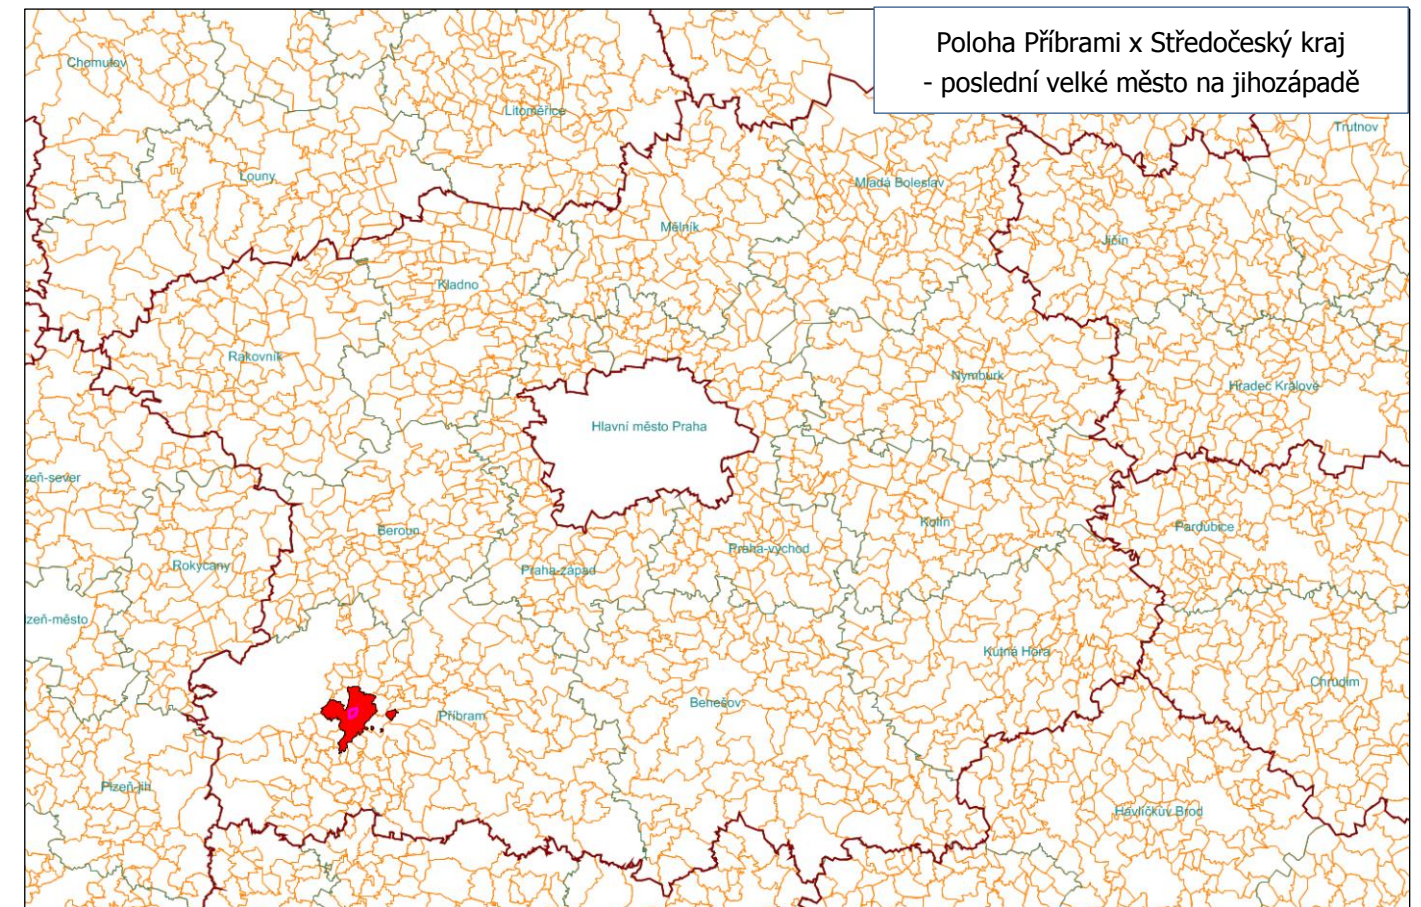 Poloha Příbrami x Středočeský kraj
- poslední velké město na jihozápadě
Chomutov
Litoměřice
Trutnov
Louny
Mladá Boleslav
Mělník
Jičín
Kladno
Rakovník
Nymburk
Hradec Králové
Hlavní město Praha
zeň-sever
Beroun
Kolín
Pardubice
Praha-východ
Rokycany
Praha-západ
lzeň-město
Kutná Hora
Chrudim
Benešov
Příbram
Plzeň-jih
Havlíčkův Brod